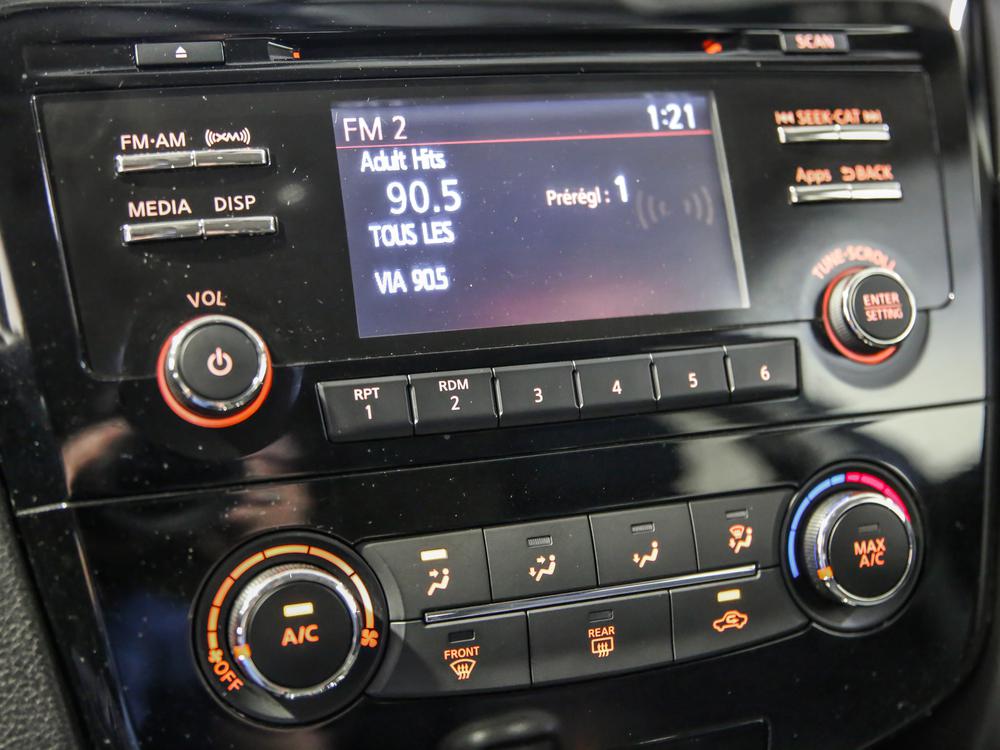 SCAN
FM·AM (((XM)))
MEDIA DISP
VOL
FM 2 1:21
Adult Hits
90.5
Prérégl : 1
TOUS LES
VIA 90.5
SEEK·CAT
Apps BACK
TUNE·SCROLL
ENTER
SETTING
RPT
1
RDM
2
3
4
5
6
A/C
OFF
FRONT
REAR
MAX
A/C